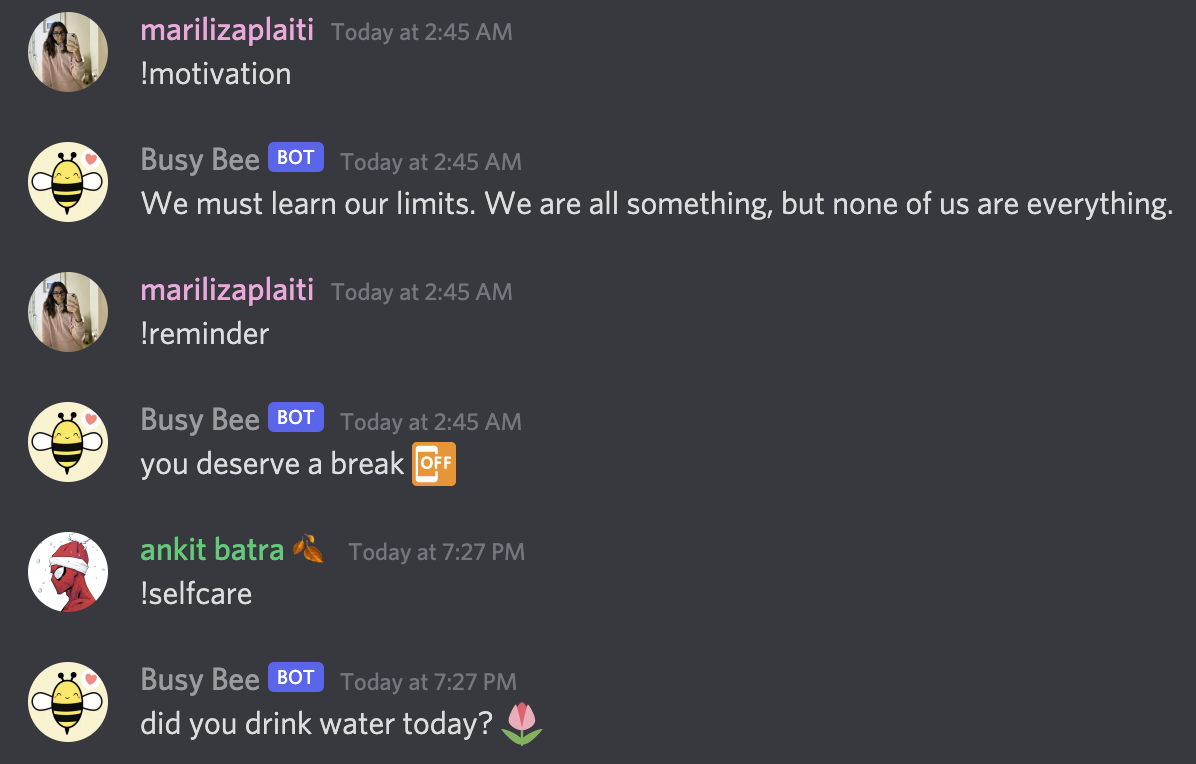 marilizaplaiti Today at 2:45 AM
!motivation
Busy Bee BOT Today at 2:45 AM
We must learn our limits. We are all something, but none of us are everything.
marilizaplaiti Today at 2:45 AM
!reminder
Busy Bee BOT Today at 2:45 AM
you deserve a break 📴
ankit batra 🍂 Today at 7:27 PM
!selfcare
Busy Bee BOT Today at 7:27 PM
did you drink water today? 🌷